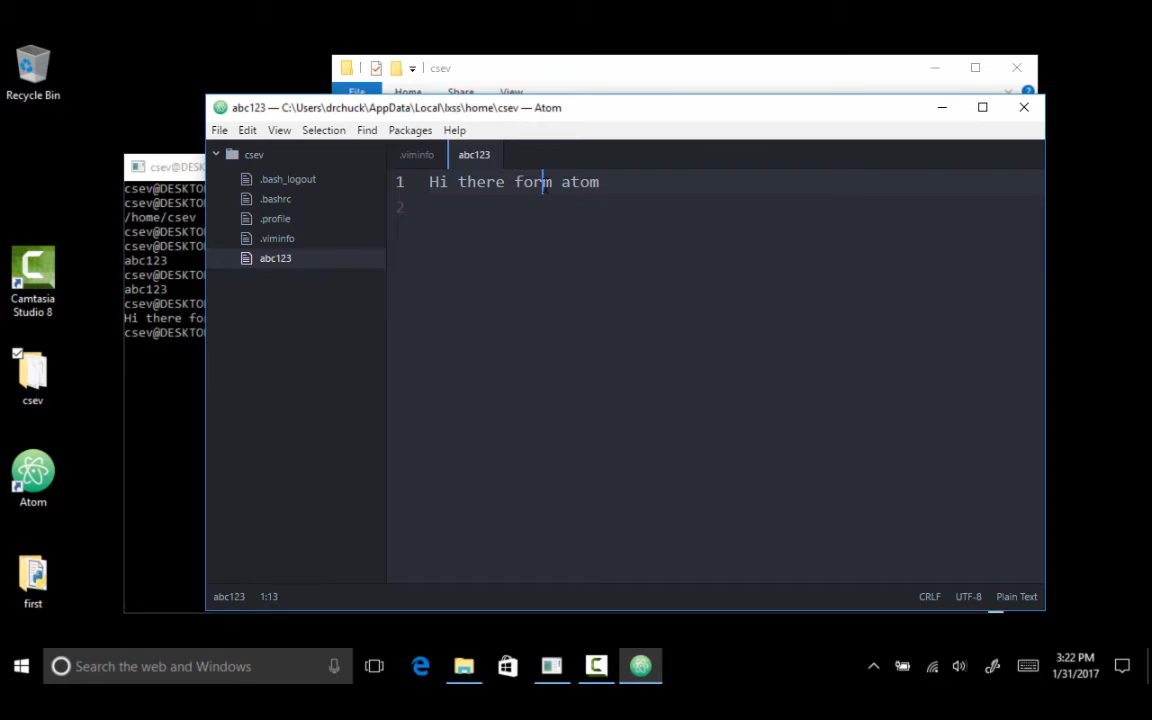 Recycle Bin
Camtasia
Studio 8
csev
Atom
first
csev
File Home Share View
abc123 — C:\Users\drchuck\AppData\Local\lxss\home\csev — Atom
File Edit View Selection Find Packages Help
csev
.bash_logout
.bashrc
.profile
.viminfo
abc123
.viminfo abc123
1 Hi there form atom
2
abc123 1:13
CRLF UTF-8 Plain Text
csev@DESK
csev@DESKTO
csev@DESKTO
/home/csev
csev@DESKTO
csev@DESKTO
abc123
csev@DESKTO
abc123
csev@DESKTO
Hi there fo
csev@DESKTO
Search the web and Windows
3:22 PM
1/31/2017